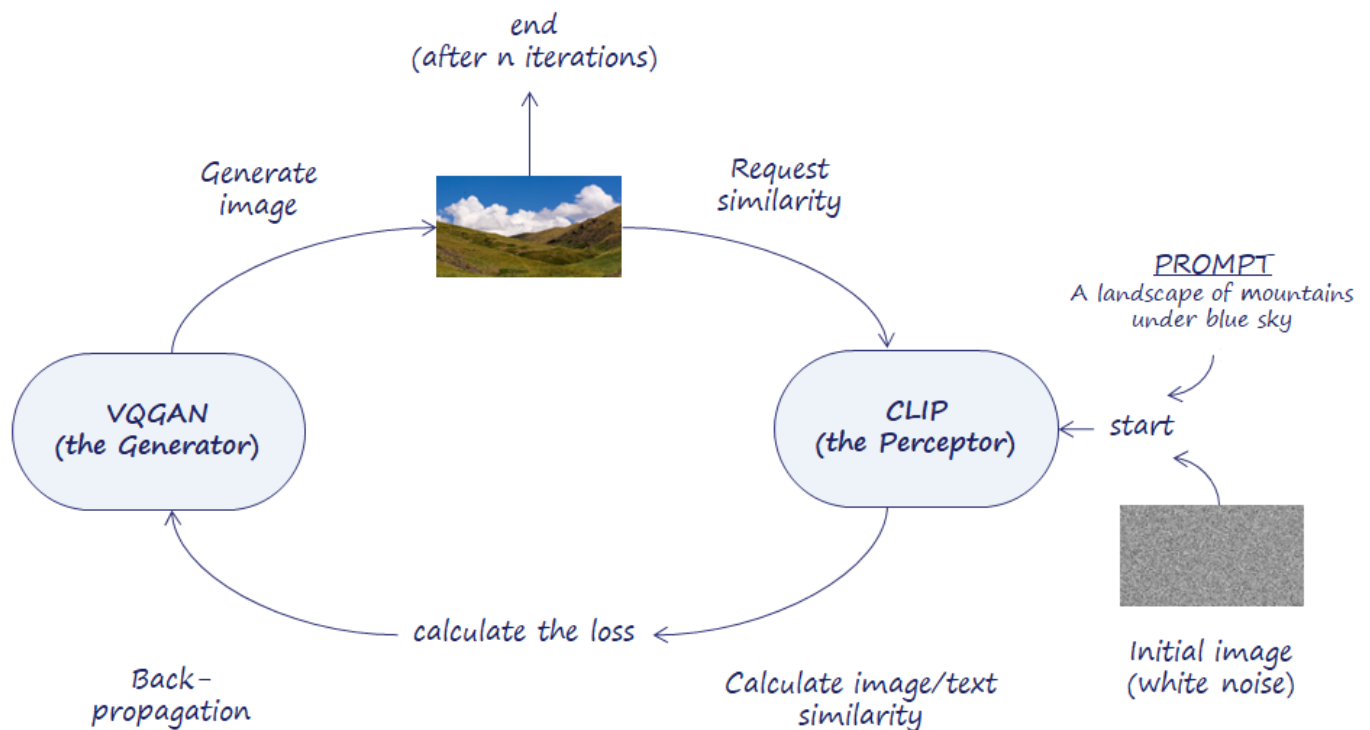 end
(after n iterations)
Generate
image
Request
similarity
PROMPT
A landscape of mountains
under blue sky
VQGAN
(the Generator)
CLIP
(the Perceptor)
start
calculate the loss
Initial image
(white noise)
Back-
propagation
Calculate image/text
similarity